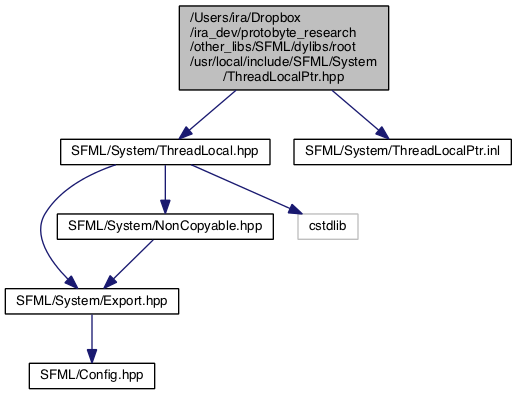 /Users/ira/Dropbox
/ira_dev/protobyte_research
/other_libs/SFML/dylibs/root
/usr/local/include/SFML/System
/ThreadLocalPtr.hpp
SFML/System/ThreadLocal.hpp
SFML/System/ThreadLocalPtr.inl
SFML/System/NonCopyable.hpp
cstdlib
SFML/System/Export.hpp
SFML/Config.hpp